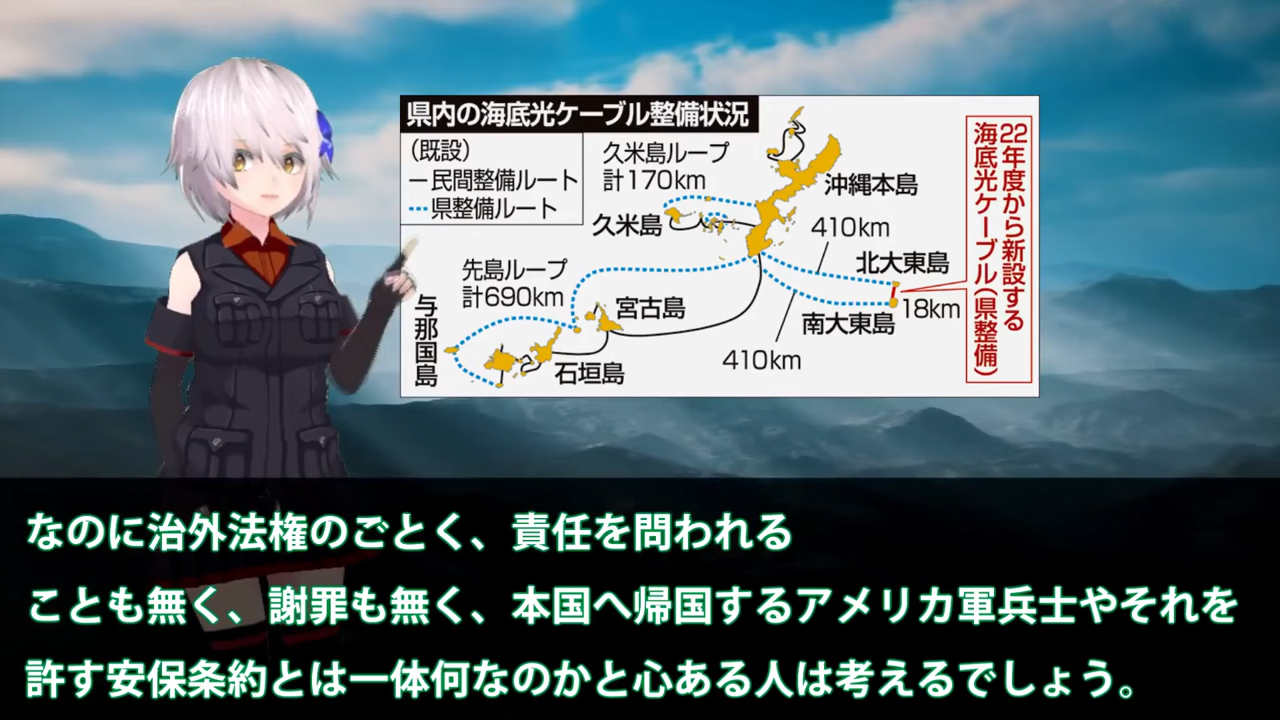 県内の海底光ケーブル整備状況
（既設）
民間整備ルート
県整備ルート
久米島ループ
計170km
久米島
沖縄本島
410km
北大東島
18km
南大東島
410km
先島ループ
計690km
宮古島
石垣島
与那国島
22年度から新設する
海底光ケーブル（県整備）
なのに治外法権のごとく、責任を問われる
ことも無く、謝罪も無く、本国へ帰国するアメリカ軍兵士やそれを
許す安保条約とは一体何なのかと心ある人は考えるでしょう。